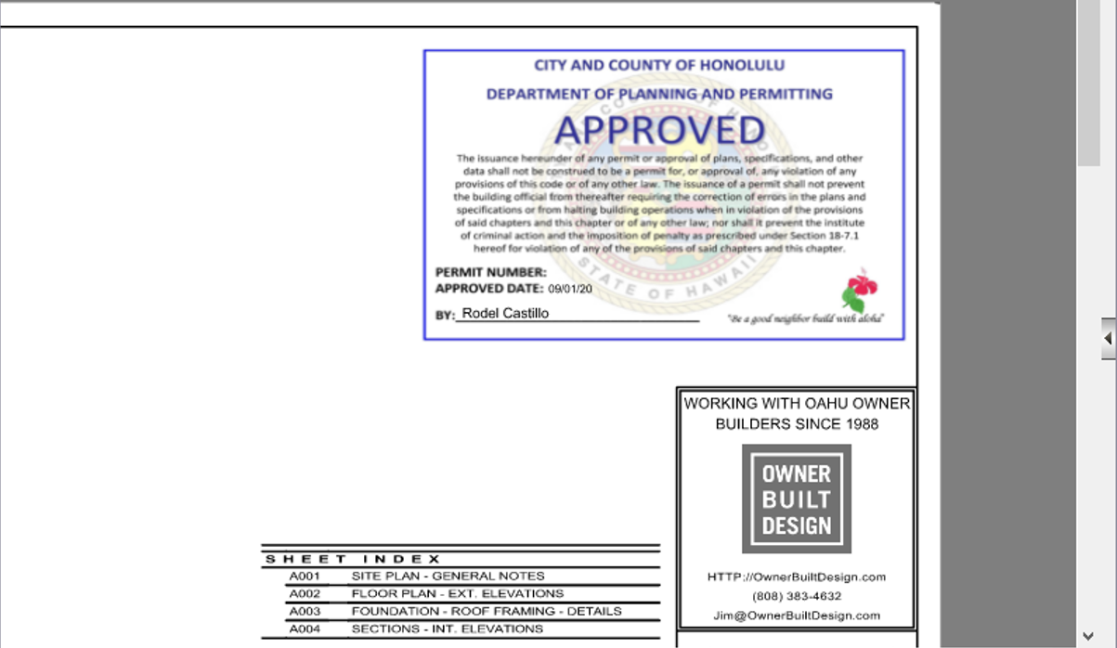 CITY AND COUNTY OF HONOLULU
DEPARTMENT OF PLANNING AND PERMITTING
APPROVED
The issuance hereunder of any permit or approval of plans, specifications, and other
data shall not be construed to be a permit for, or approval of, any violation of any
provisions of this code or of any other law. The issuance of a permit shall not prevent
the building official from thereafter requiring the correction of errors in the plans and
specifications or from halting building operations when in violation of the provisions
of said chapters and this chapter or of any other law; nor shall it prevent the institute
of criminal action and the imposition of penalty as prescribed under Section 18-7.1
hereof for violation of any of the provisions of said chapters and this chapter.
STATE OF HAWAII
PERMIT NUMBER:
APPROVED DATE: 09/01/20
BY: Rodel Castillo
"Be a good neighbor build with aloha"
WORKING WITH OAHU OWNER
BUILDERS SINCE 1988
OWNER
BUILT
DESIGN
HTTP://OwnerBuiltDesign.com
(808) 383-4632
Jim@OwnerBuiltDesign.com
SHEET INDEX
A001 SITE PLAN - GENERAL NOTES
A002 FLOOR PLAN - EXT. ELEVATIONS
A003 FOUNDATION - ROOF FRAMING - DETAILS
A004 SECTIONS - INT. ELEVATIONS